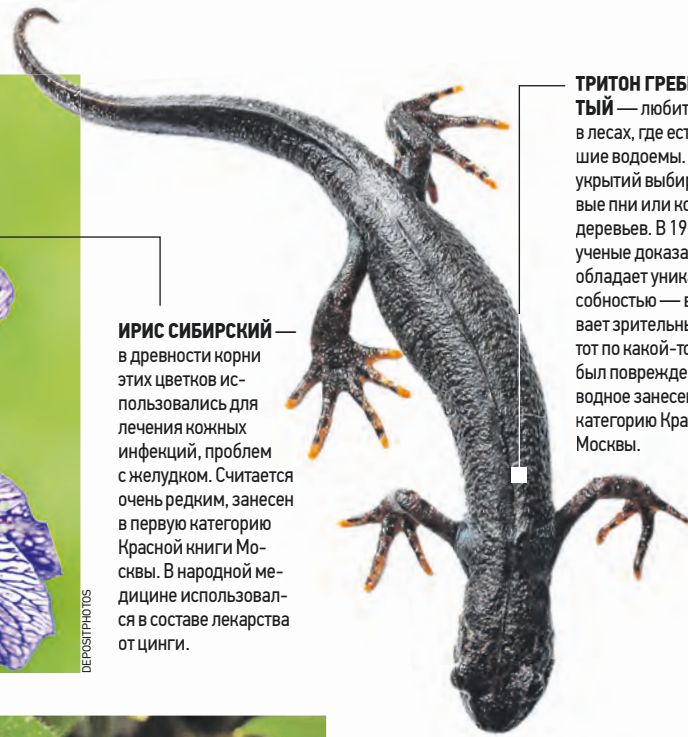 ИРИС СИБИРСКИЙ —
в древности корни
этих цветков ис-
пользовались для
лечения кожных
инфекций, проблем
с желудком. Считается
очень редким, занесен
в первую категорию
Красной книги Мо-
сквы. В народной ме-
дицине использовал-
ся в составе лекарства
от цинги.
DEPOSITPHOTOS
ТРИТОН ГРЕБ
ТЫЙ — любит
в лесах, где ест
шие водоемы.
укрытий выбир
вые пни или ко
деревьев. В 19
ученые доказа
обладает уник
собностью — в
вает зрительн
тот по какой-то
был поврежде
водное занесе
категорию Кра
Москвы.